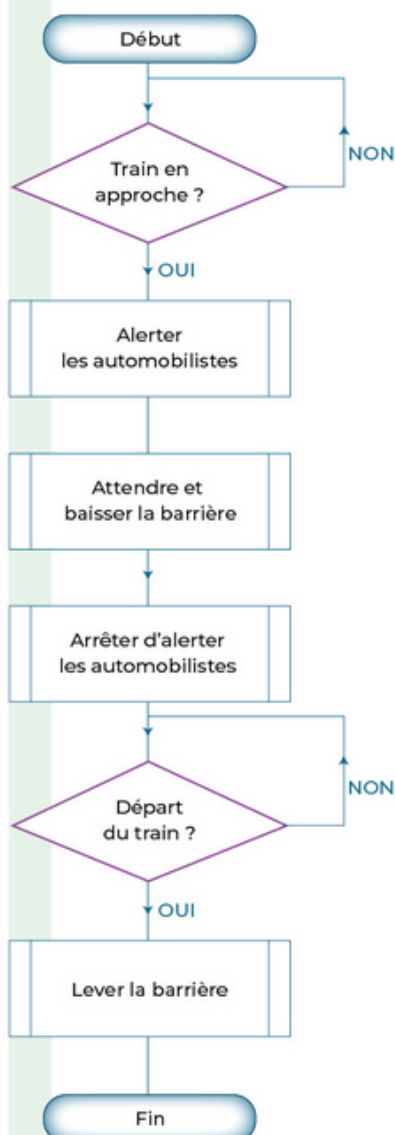 Début
NON
Train en
approche ?
OUI
Alerter
les automobilistes
Attendre et
baisser la barrière
Arrêter d'alerter
les automobilistes
NON
Départ
du train ?
OUI
Lever la barrière
Fin